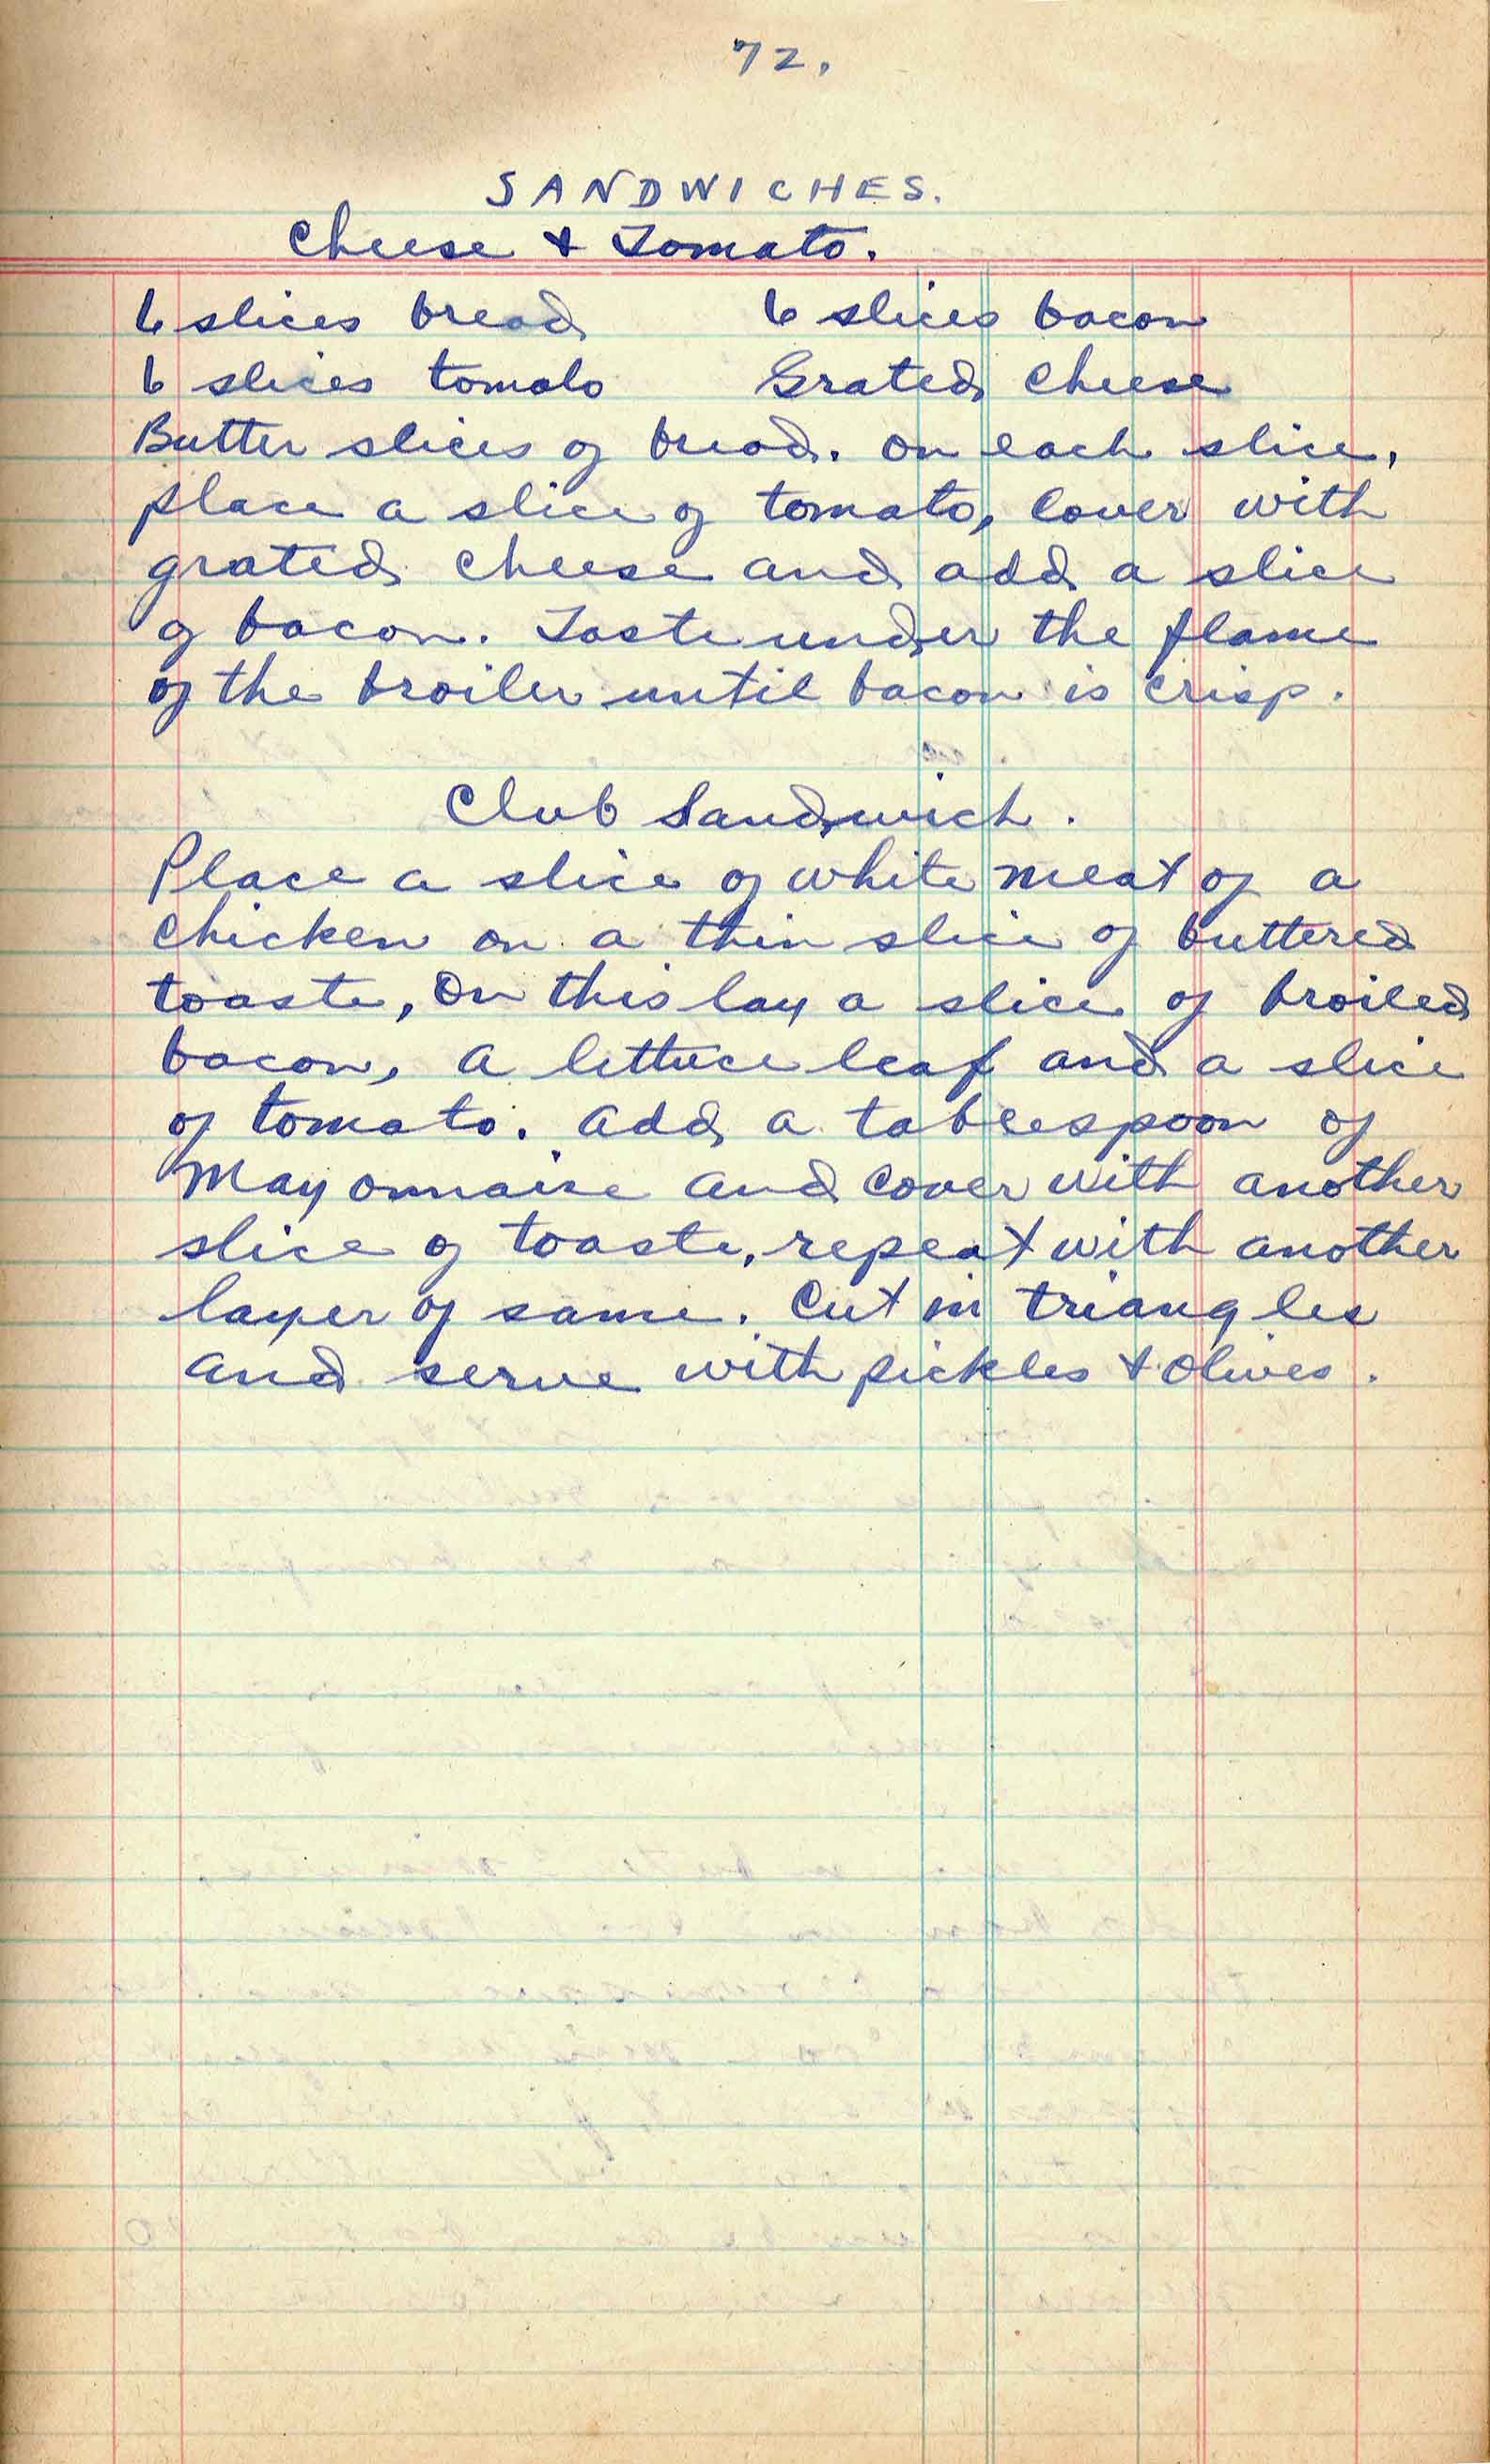 72.
SANDWICHES.
Cheese & Tomato.
6 slices bread 6 slices bacon
6 slices tomato Grated Cheese
Butter slices of bread. On each slice,
place a slice of tomato, cover with
grated cheese and add a slice
of bacon. Toste under the flame
of the broiler until bacon is crisp.
Club Sandwich.
Place a slice of white meat of a
chicken on a thin slice of buttered
toaste, On this lay a slice of broiled
bacon, a lettuce leaf and a slice
of tomato. Add a tablespoon of
Mayonnaise and cover with another
slice of toaste, repeat with another
layer of same. Cut in triangles
and serve with pickles & Olives.